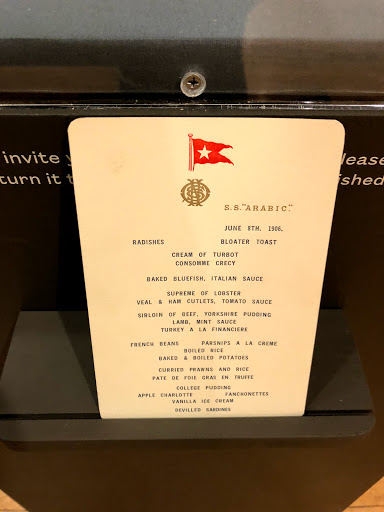 invite y
lease
turn it t
ished
S.S. "ARABIC".
JUNE 8TH, 1906.
RADISHES BLOATER TOAST
CREAM OF TURBOT
CONSOMME CRECY
BAKED BLUEFISH, ITALIAN SAUCE
SUPREME OF LOBSTER
VEAL & HAM CUTLETS, TOMATO SAUCE
SIRLOIN OF BEEF, YORKSHIRE PUDDING
LAMB, MINT SAUCE
TURKEY A LA FINANCIERE
FRENCH BEANS PARSNIPS A LA CREME
BOILED RICE
BAKED & BOILED POTATOES
CURRIED PRAWNS AND RICE
PATE DE FOIE GRAS EN TRUFFE
COLLEGE PUDDING
APPLE CHARLOTTE FANCHONETTES
VANILLA ICE CREAM
DEVILLED SARDINES